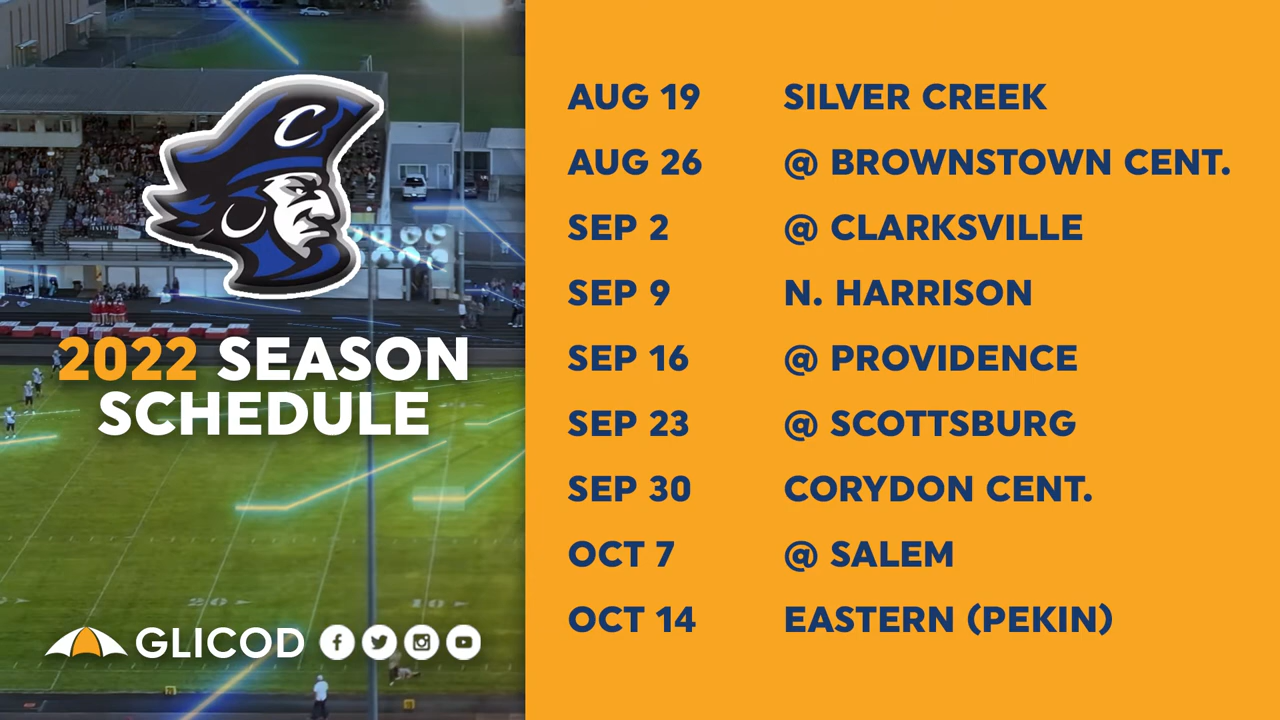 C
2022 SEASON
SCHEDULE
GLICOD
AUG 19 SILVER CREEK
AUG 26 @ BROWNSTOWN CENT.
SEP 2 @ CLARKSVILLE
SEP 9 N. HARRISON
SEP 16 @ PROVIDENCE
SEP 23 @ SCOTTSBURG
SEP 30 CORYDON CENT.
OCT 7 @ SALEM
OCT 14 EASTERN (PEKIN)